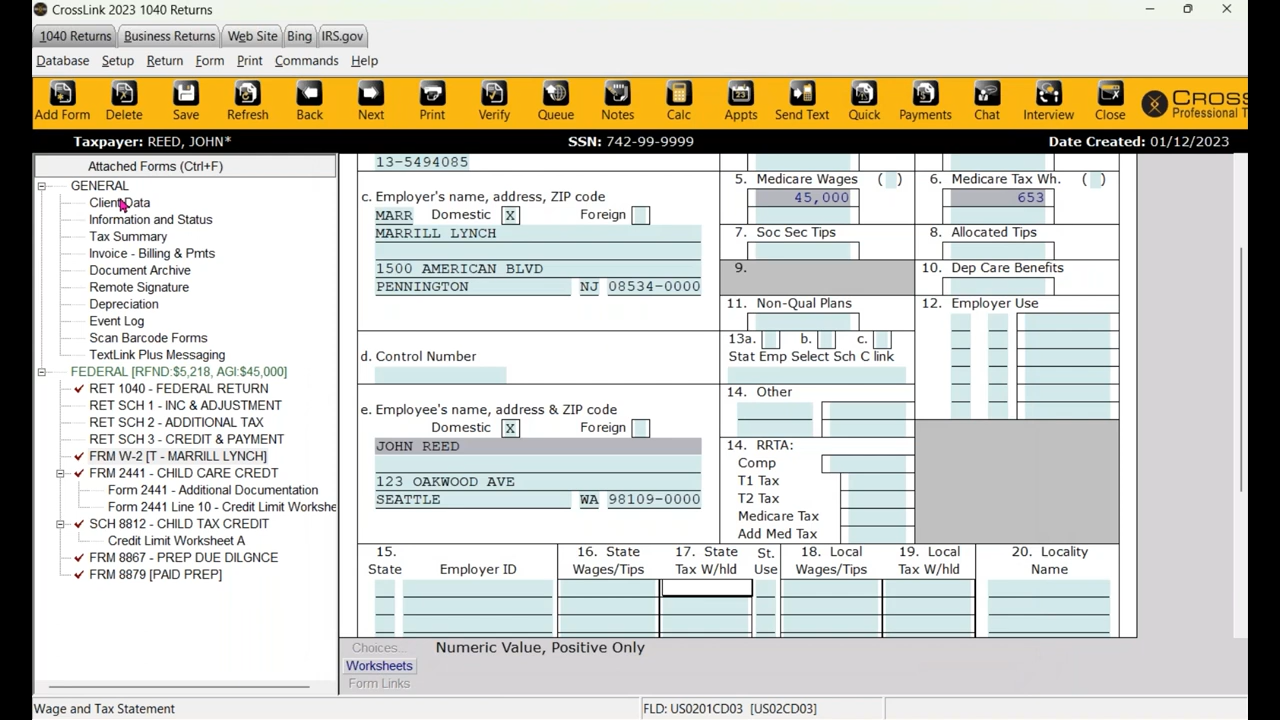 CrossLink 2023 1040 Returns
1040 Returns Business Returns Web Site Bing IRS.gov
Database Setup Return Form Print Commands Help
Add Form Delete Save Refresh Back Next Print Verify Queue Notes Calc Appts Send Text Quick Payments Chat Interview Close
CROSS
Professional T
Taxpayer: REED, JOHN* SSN: 742-99-9999 Date Created: 01/12/2023
Attached Forms (Ctrl+F)
GENERAL
Client Data
Information and Status
Tax Summary
Invoice - Billing & Pmts
Document Archive
Remote Signature
Depreciation
Event Log
Scan Barcode Forms
TextLink Plus Messaging
FEDERAL [RFND:$5,218, AGI:$45,000]
RET 1040 - FEDERAL RETURN
RET SCH 1 - INC & ADJUSTMENT
RET SCH 2 - ADDITIONAL TAX
RET SCH 3 - CREDIT & PAYMENT
FRM W-2 [T - MARRILL LYNCH]
FRM 2441 - CHILD CARE CREDT
Form 2441 - Additional Documentation
Form 2441 Line 10 - Credit Limit Workshe
SCH 8812 - CHILD TAX CREDIT
Credit Limit Worksheet A
FRM 8867 - PREP DUE DILGNCE
FRM 8879 [PAID PREP]
13-5494085
c. Employer's name, address, ZIP code
MARR Domestic X Foreign
MARRILL LYNCH
1500 AMERICAN BLVD
PENNINGTON NJ 08534-0000
d. Control Number
e. Employee's name, address & ZIP code
Domestic X Foreign
JOHN REED
123 OAKWOOD AVE
SEATTLE WA 98109-0000
5. Medicare Wages ( )
45,000
6. Medicare Tax Wh. ( )
653
7. Soc Sec Tips
8. Allocated Tips
9.
10. Dep Care Benefits
11. Non-Qual Plans
12. Employer Use
13a. b. c.
Stat Emp Select Sch C link
14. Other
14. RRTA:
Comp
T1 Tax
T2 Tax
Medicare Tax
Add Med Tax
15. 16. State 17. State St. 18. Local 19. Local 20. Locality
State Employer ID Wages/Tips Tax W/hld Use Wages/Tips Tax W/hld Name
Choices... Numeric Value, Positive Only
Worksheets
Form Links
Wage and Tax Statement FLD: US0201CD03 [US02CD03]